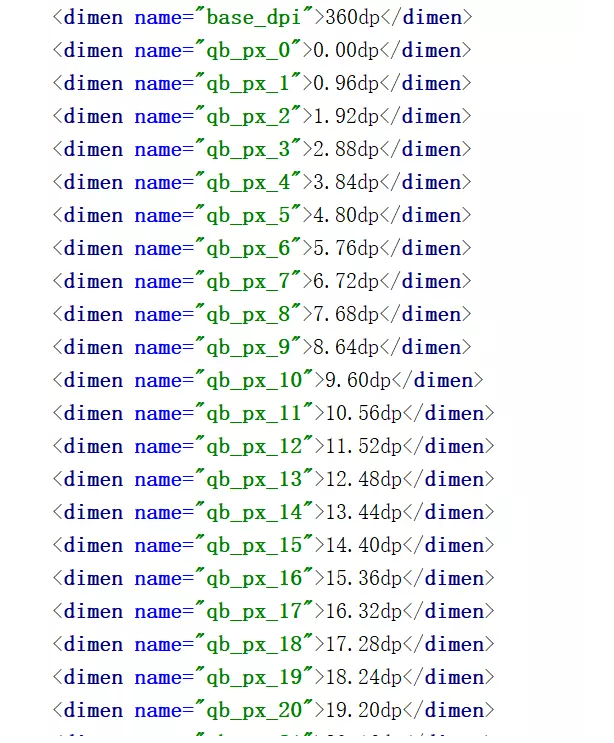 <dimen name="base_dpi">360dp</dimen>
<dimen name="qb_px_0">0.00dp</dimen>
<dimen name="qb_px_1">0.96dp</dimen>
<dimen name="qb_px_2">1.92dp</dimen>
<dimen name="qb_px_3">2.88dp</dimen>
<dimen name="qb_px_4">3.84dp</dimen>
<dimen name="qb_px_5">4.80dp</dimen>
<dimen name="qb_px_6">5.76dp</dimen>
<dimen name="qb_px_7">6.72dp</dimen>
<dimen name="qb_px_8">7.68dp</dimen>
<dimen name="qb_px_9">8.64dp</dimen>
<dimen name="qb_px_10">9.60dp</dimen>
<dimen name="qb_px_11">10.56dp</dimen>
<dimen name="qb_px_12">11.52dp</dimen>
<dimen name="qb_px_13">12.48dp</dimen>
<dimen name="qb_px_14">13.44dp</dimen>
<dimen name="qb_px_15">14.40dp</dimen>
<dimen name="qb_px_16">15.36dp</dimen>
<dimen name="qb_px_17">16.32dp</dimen>
<dimen name="qb_px_18">17.28dp</dimen>
<dimen name="qb_px_19">18.24dp</dimen>
<dimen name="qb_px_20">19.20dp</dimen>